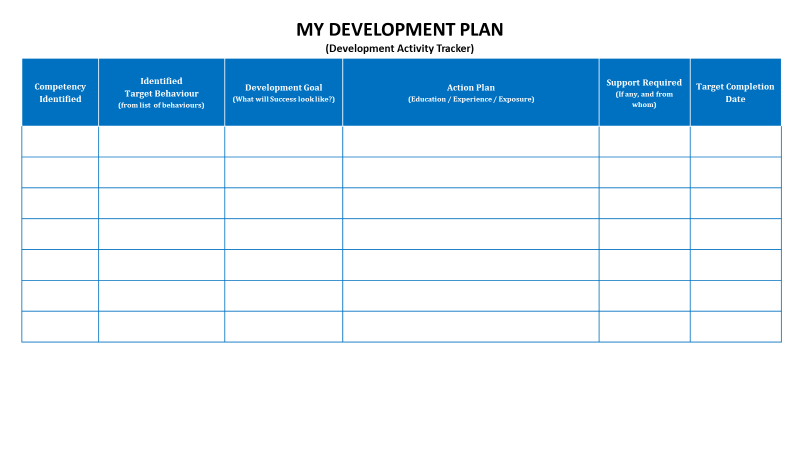 MY DEVELOPMENT PLAN
(Development Activity Tracker)
Competency
Identified
Identified
Target Behaviour
(from list of behaviours)
Development Goal
(What will Success look like?)
Action Plan
(Education / Experience / Exposure)
Support Required
(If any, and from
whom)
Target Completion
Date